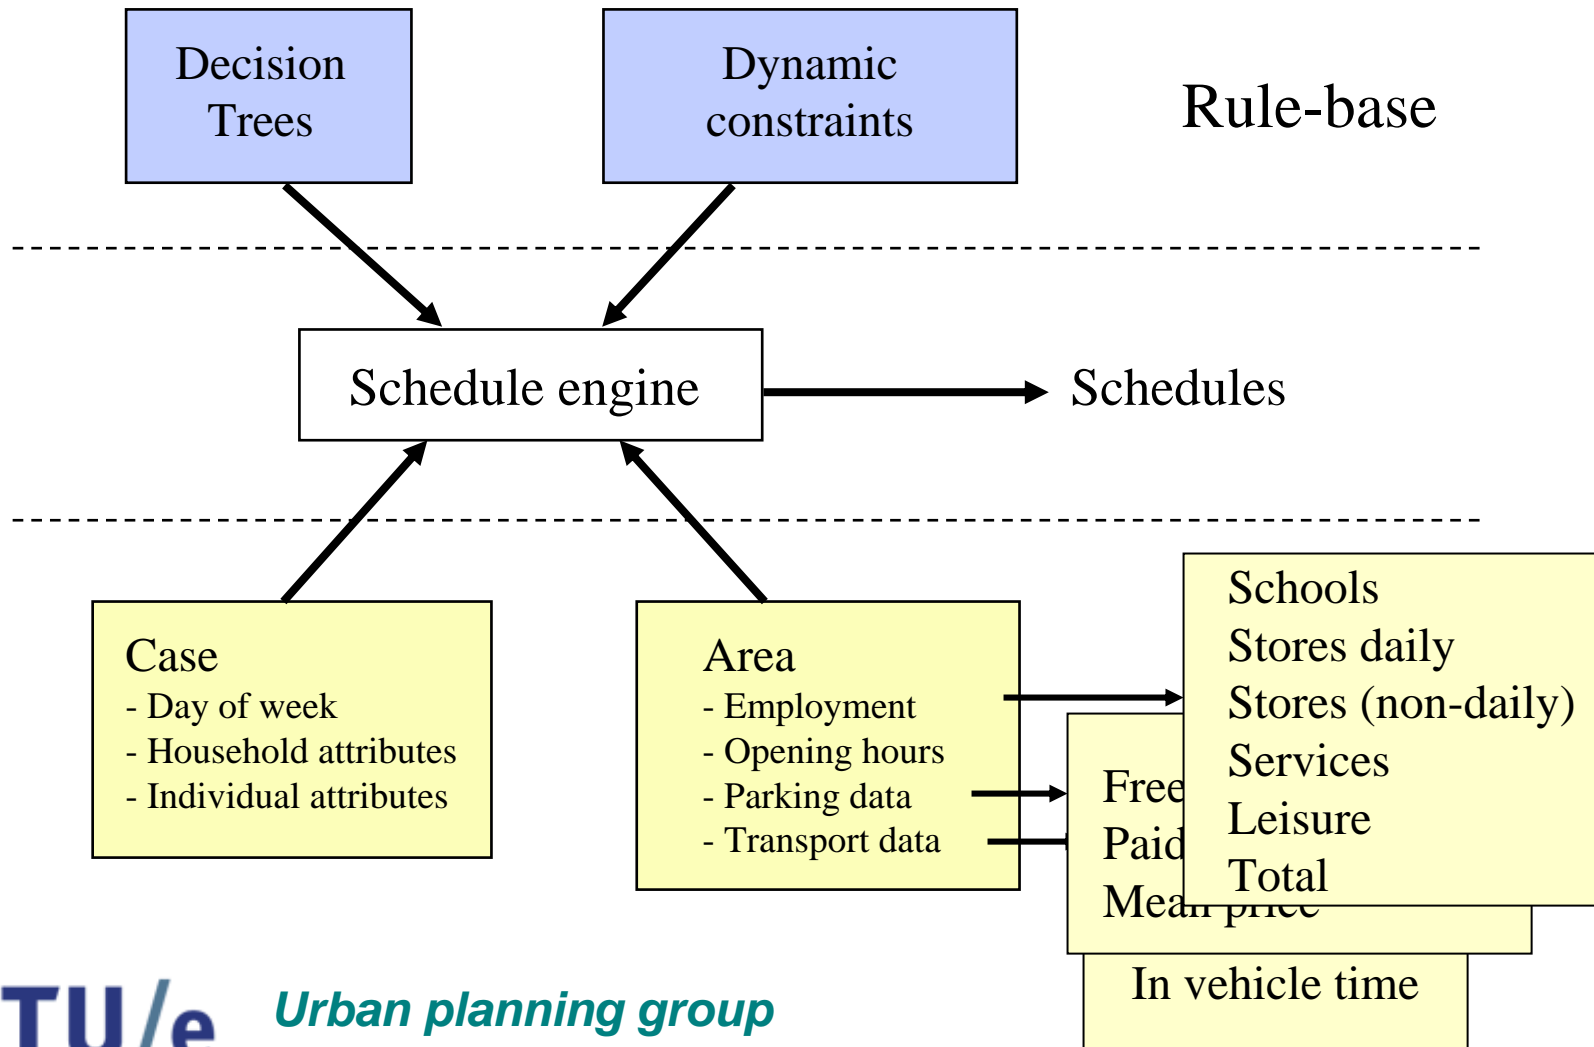 Decision
Trees
Dynamic
constraints
Rule-base
Schedule engine
Schedules
Case
- Day of week
- Household attributes
- Individual attributes
Area
- Employment
- Opening hours
- Parking data
- Transport data
Schools
Stores daily
Stores (non-daily)
Services
Leisure
Total
Free
Paid
Mean price
In vehicle time
TU/e
Urban planning group